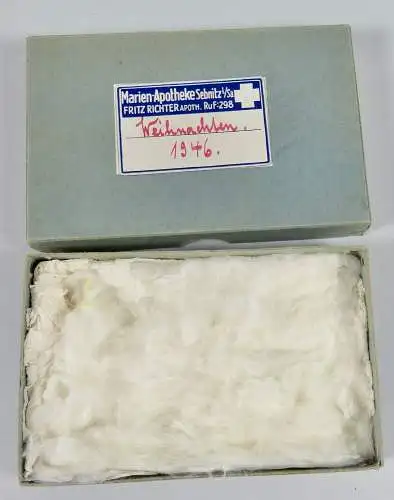 Marien-Apotheke Sebnitz i/Sa
FRITZ RICHTER APOTH. Ruf:298
Weihnachten.
1946.